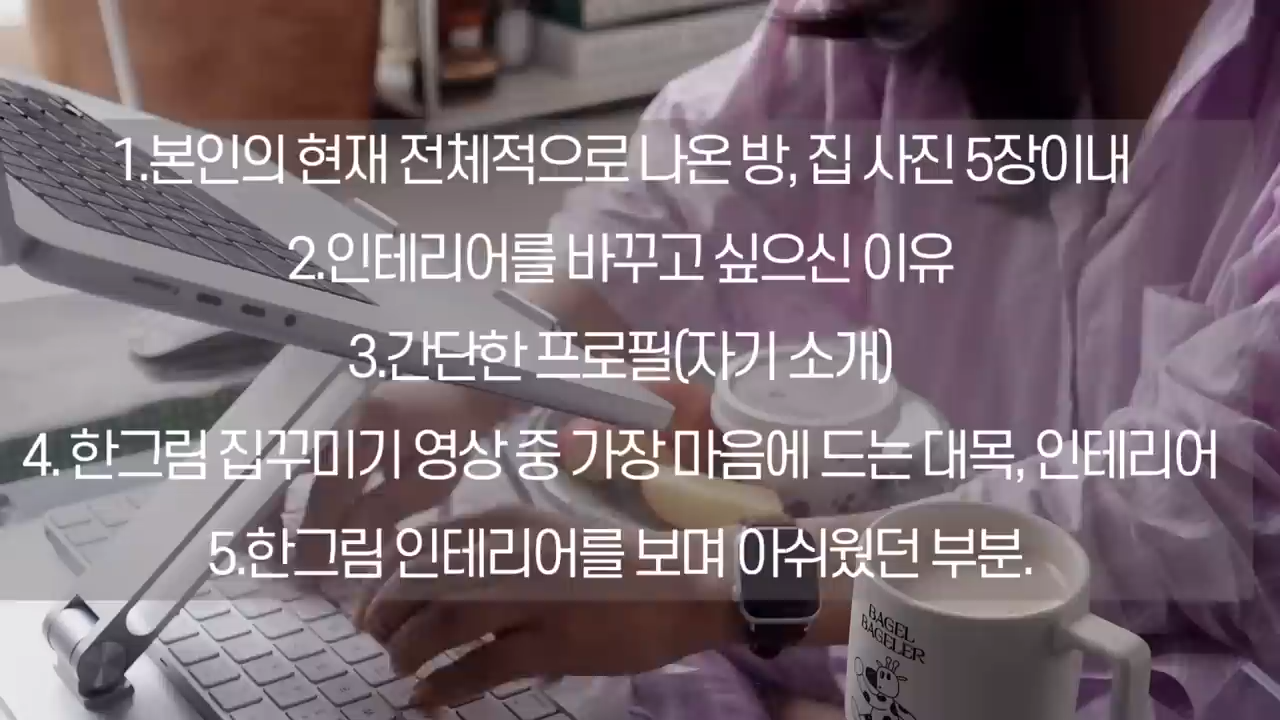 1.본인의 현재 전체적으로 나온 방, 집 사진 5장이내
2.인테리어를 바꾸고 싶으신 이유
3.간단한 프로필(자기 소개)
4. 한그림 집꾸미기 영상 중 가장 마음에 드는 대목, 인테리어
5.한그림 인테리어를 보며 아쉬웠던 부분.
BAGEL
BAGELER